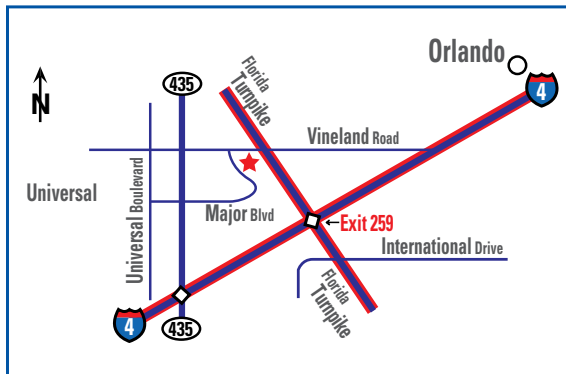 Orlando
N
435
Florida
Turnpike
4
Vineland Road
Universal
Universal Boulevard
Major Blvd
←Exit 259
International Drive
Florida
Turnpike
4
435